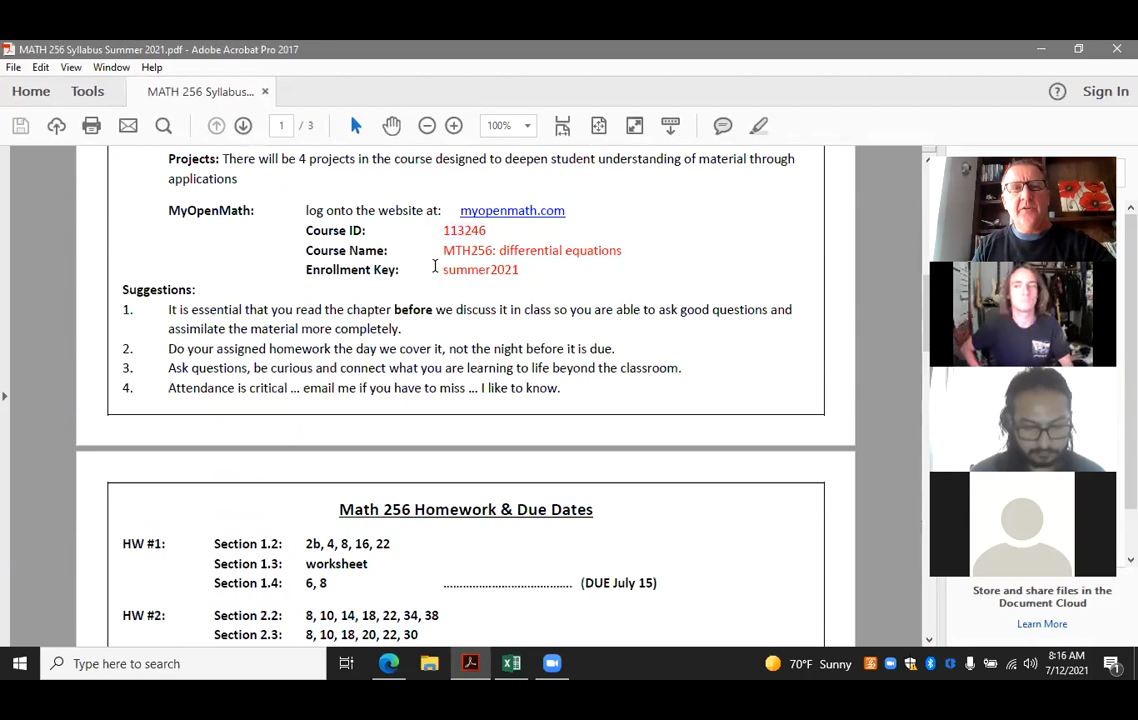 MATH 256 Syllabus Summer 2021.pdf - Adobe Acrobat Pro 2017
File Edit View Window Help
Home Tools MATH 256 Syllabus... × ? Sign In
1 / 3 100%
Projects: There will be 4 projects in the course designed to deepen student understanding of material through
applications
MyOpenMath: log onto the website at: myopenmath.com
Course ID: 113246
Course Name: MTH256: differential equations
Enrollment Key: summer2021
Suggestions:
1. It is essential that you read the chapter before we discuss it in class so you are able to ask good questions and
assimilate the material more completely.
2. Do your assigned homework the day we cover it, not the night before it is due.
3. Ask questions, be curious and connect what you are learning to life beyond the classroom.
4. Attendance is critical ... email me if you have to miss ... I like to know.
Math 256 Homework & Due Dates
HW #1: Section 1.2: 2b, 4, 8, 16, 22
Section 1.3: worksheet
Section 1.4: 6, 8 ........................................ (DUE July 15)
HW #2: Section 2.2: 8, 10, 14, 18, 22, 34, 38
Section 2.3: 8, 10, 18, 20, 22, 30
Store and share files in the
Document Cloud
Learn More
Type here to search
70°F Sunny
8:16 AM
7/12/2021
1